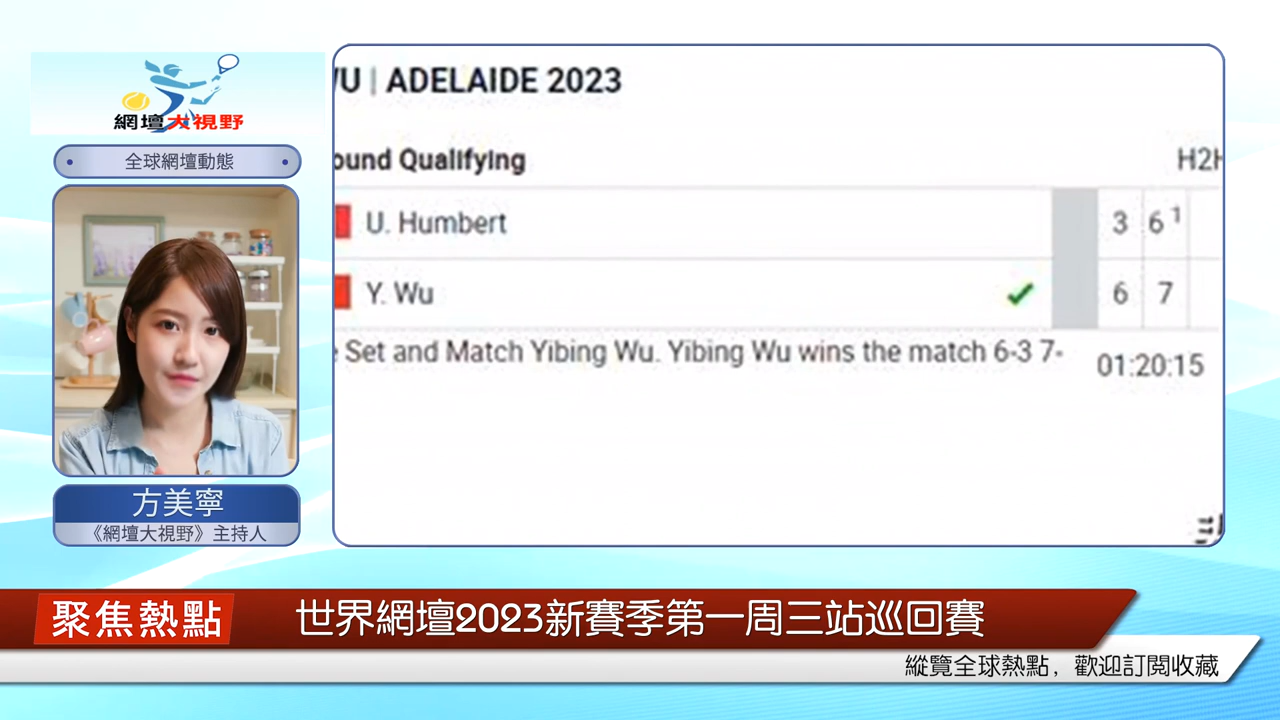 網壇大視野
全球網壇動態
方美寧
《網壇大視野》主持人
WU | ADELAIDE 2023
ound Qualifying
H2H
U. Humbert 3 6 1
Y. Wu 6 7
e Set and Match Yibing Wu. Yibing Wu wins the match 6-3 7-
01:20:15
聚焦熱點
世界網壇2023新賽季第一周三站巡回賽
縱覽全球熱點，歡迎訂閱收藏